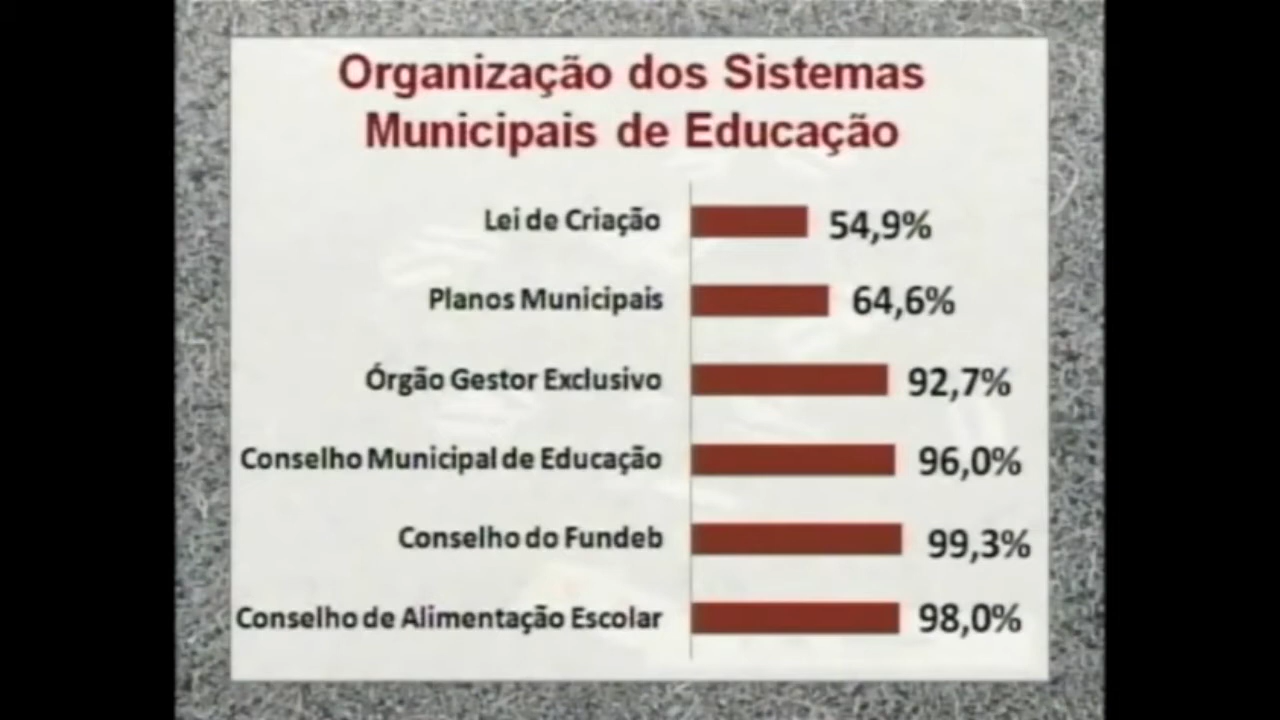 Organização dos Sistemas
Municipais de Educação
Lei de Criação 54,9%
Planos Municipais 64,6%
Órgão Gestor Exclusivo 92,7%
Conselho Municipal de Educação 96,0%
Conselho do Fundeb 99,3%
Conselho de Alimentação Escolar 98,0%